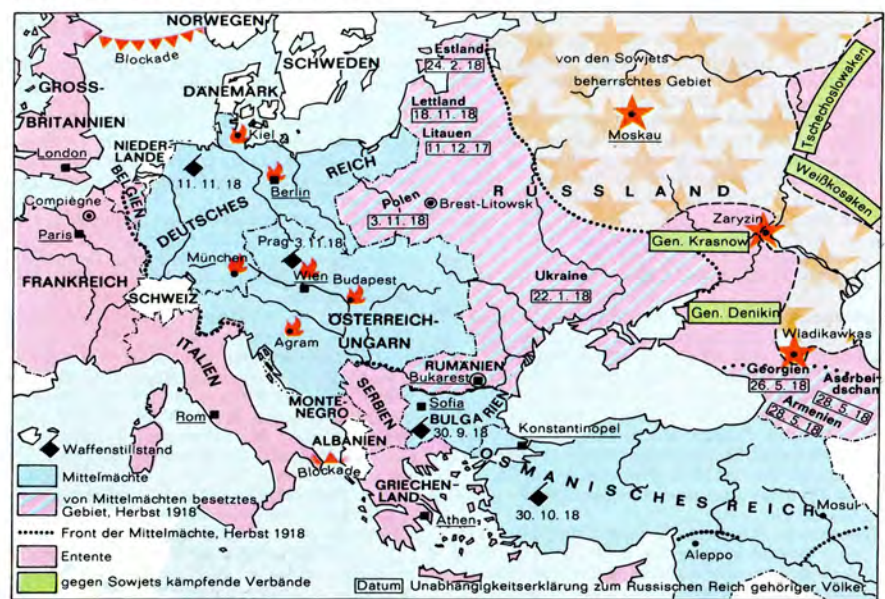 NORWEGEN
Blockade
SCHWEDEN
Estland
24. 2. 18
von den Sowjets
beherrschtes Gebiet
Tschechoslowaken
GROSS-
BRITANNIEN
DÄNEMARK
Kiel
Lettland
18. 11. 18
Litauen
11. 12. 17
Moskau
Weißkosaken
London
NIEDER-
LANDE
11. 11. 18
Berlin
REICH
RUSSLAND
BELGIEN
DEUTSCHES
Polen
3. 11. 18
Brest-Litowsk
Zaryzin
Compiègne
Paris
Gen. Krasnow
Prag
3. 11. 18
München
Wien
Budapest
Ukraine
22. 1. 18
FRANKREICH
SCHWEIZ
ÖSTERREICH-
UNGARN
Agram
Gen. Denikin
Wladikawkas
ITALIEN
RUMÄNIEN
Bukarest
Georgien
26. 5. 18
Aserbei-
dschan
28. 5. 18
Armenien
28. 5. 18
MONTE-
NEGRO
SERBIEN
Sofia
BULGARIEN
30. 9. 18
Rom
Konstantinopel
ALBANIEN
Blockade
OSMANISCHES REICH
GRIECHEN-
LAND
Athen
30. 10. 18
Mosul
Aleppo
Waffenstillstand
Mittelmächte
von Mittelmächten besetztes
Gebiet, Herbst 1918
Front der Mittelmächte, Herbst 1918
Entente
gegen Sowjets kämpfende Verbände
Datum Unabhängigkeitserklärung zum Russischen Reich gehöriger Völker